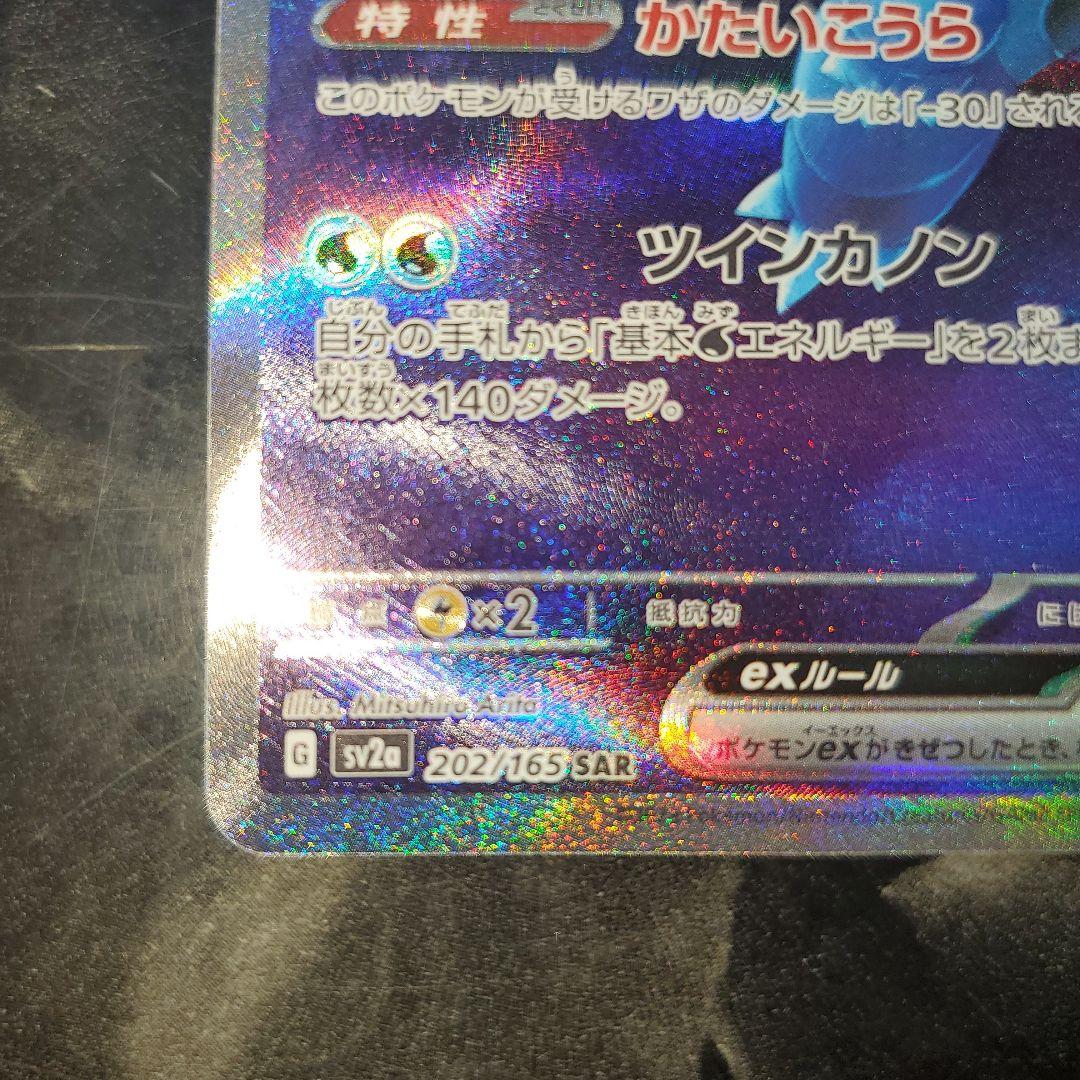 特性 かたいこうら
このポケモンが受けるワザのダメージは「-30」され
ツインカノン
自分の手札から「基本エネルギー」を2枚ま
枚数×140ダメージ。
点 ×2 抵抗力 にげ
exルール
Illus. Mitsuhiro Arita
ポケモンexがきぜつしたとき、
G sv2a 202/165 SAR